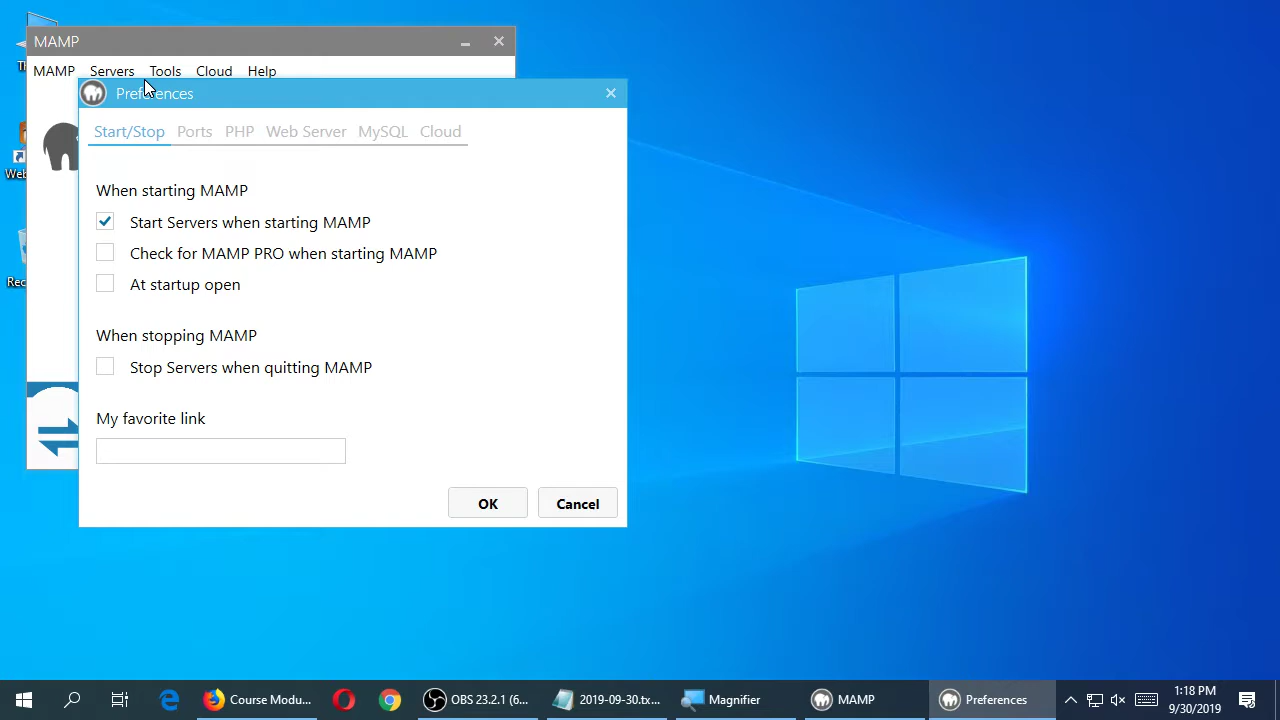 MAMP
MAMP Servers Tools Cloud Help
Preferences
Start/Stop Ports PHP Web Server MySQL Cloud
When starting MAMP
Start Servers when starting MAMP
Check for MAMP PRO when starting MAMP
At startup open
When stopping MAMP
Stop Servers when quitting MAMP
My favorite link
OK Cancel
Th
Web
Rec
Course Modu...
OBS 23.2.1 (6...
2019-09-30.tx...
Magnifier
MAMP
Preferences
1:18 PM
9/30/2019